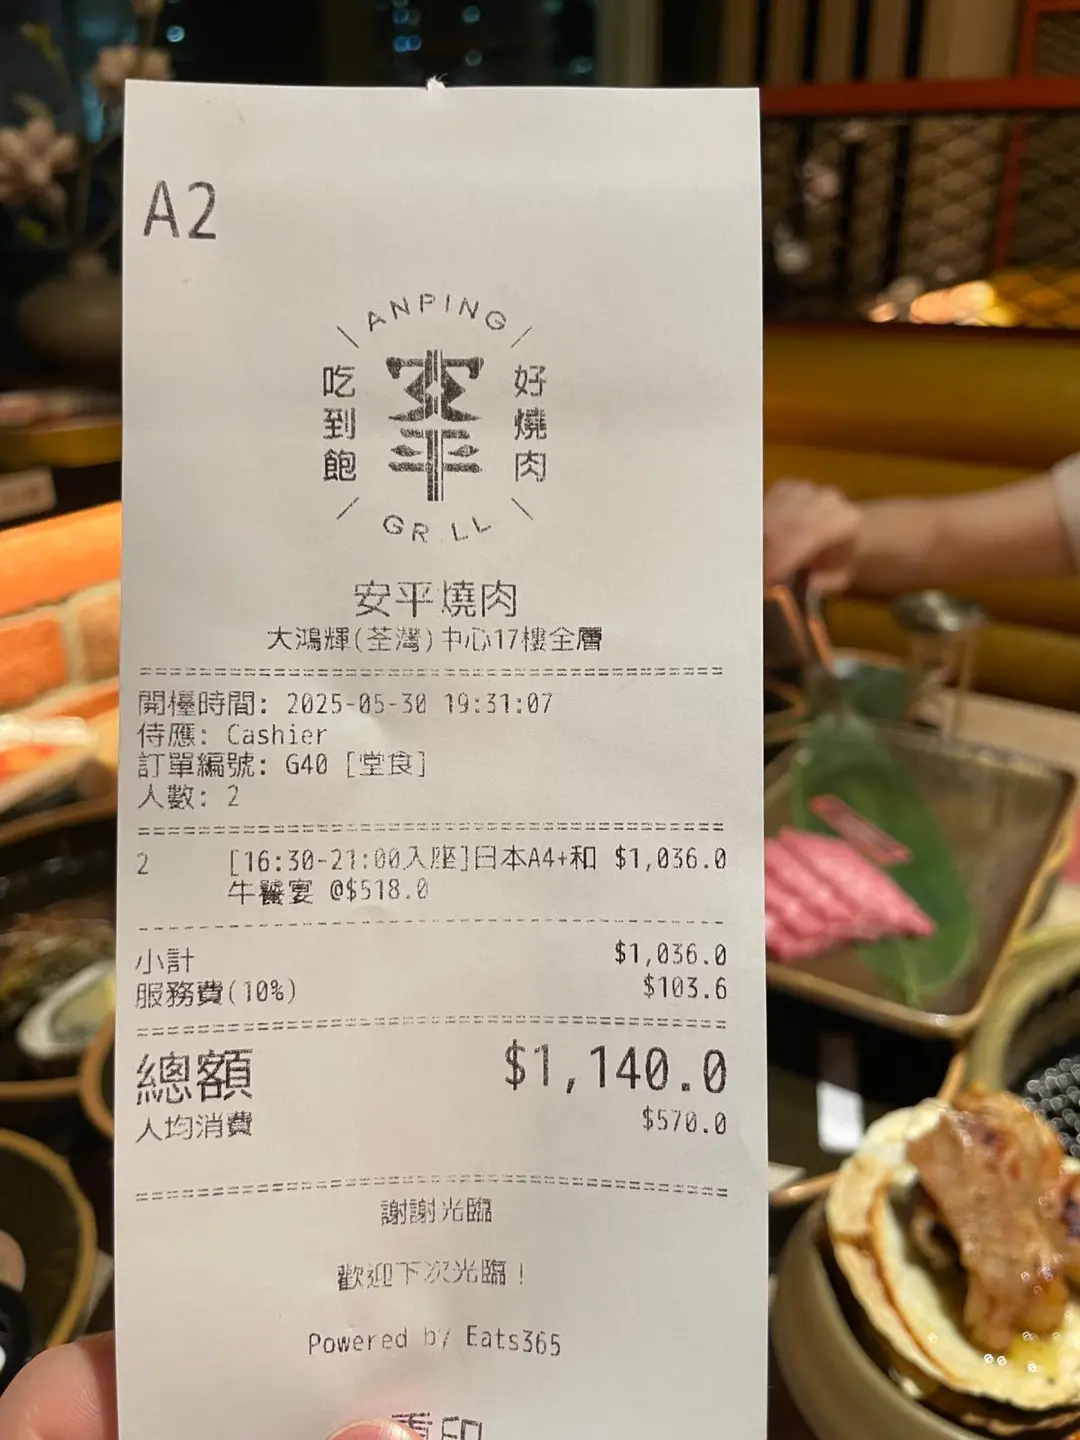 A2
ANPING
吃到飽
安平
好燒肉
GRILL
安平燒肉
大鴻輝(荃灣)中心17樓全層
開檯時間: 2025-05-30 19:31:07
侍應: Cashier
訂單編號: G40 [堂食]
人數: 2
2 [16:30-21:00入座]日本A4+和 $1,036.0
牛饗宴 @$518.0
小計 $1,036.0
服務費(10%) $103.6
總額 $1,140.0
人均消費 $570.0
謝謝光臨
歡迎下次光臨!
Powered by Eats365
重印